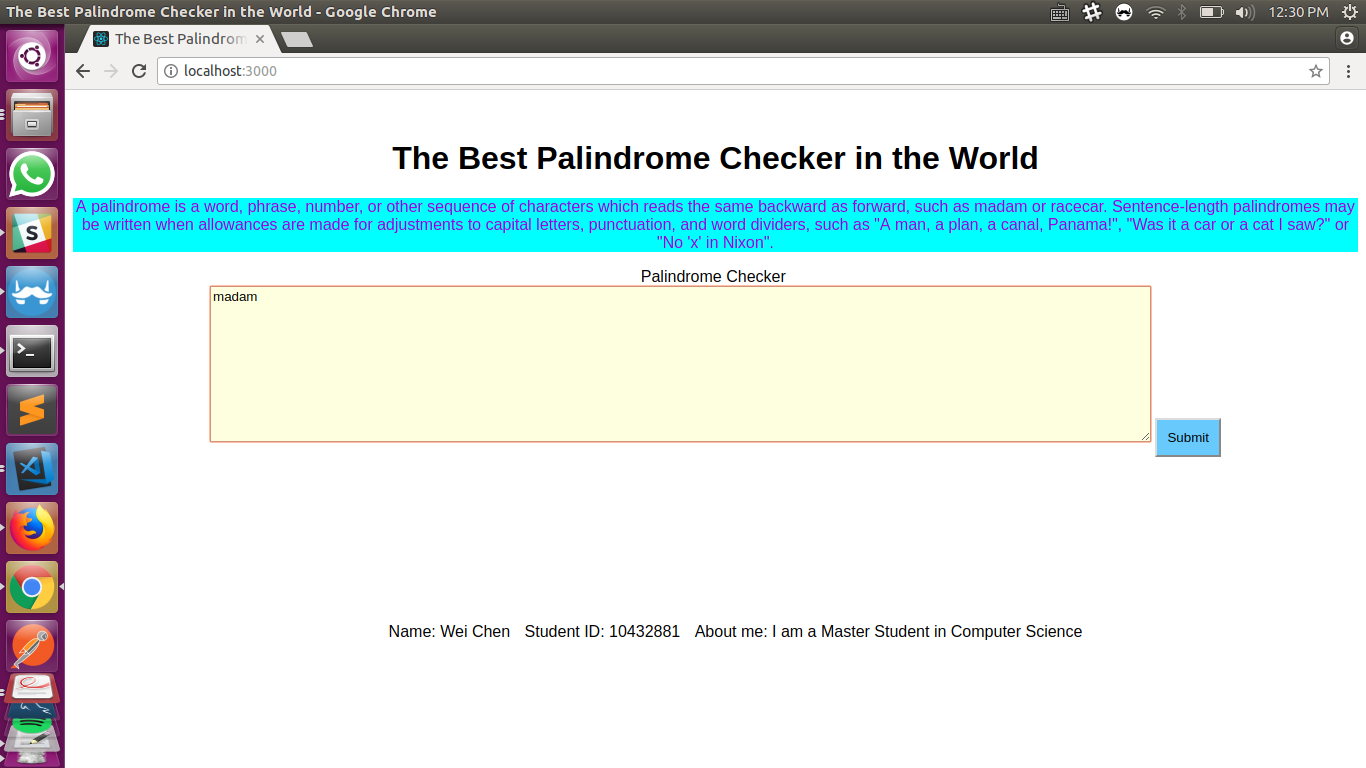 The Best Palindrome Checker in the World - Google Chrome
12:30 PM
The Best Palindrom
localhost:3000
The Best Palindrome Checker in the World
A palindrome is a word, phrase, number, or other sequence of characters which reads the same backward as forward, such as madam or racecar. Sentence-length palindromes may
be written when allowances are made for adjustments to capital letters, punctuation, and word dividers, such as "A man, a plan, a canal, Panama!", "Was it a car or a cat I saw?" or
"No 'x' in Nixon".
Palindrome Checker
madam
Submit
Name: Wei Chen Student ID: 10432881 About me: I am a Master Student in Computer Science